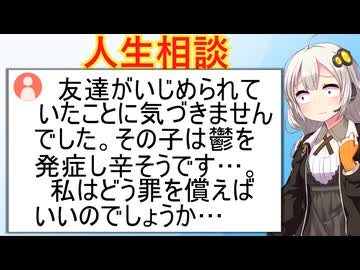 人生相談
友達がいじめられて
いたことに気づきません
でした。その子は鬱を
発症し辛そうです…。
私はどう罪を償えば
いいのでしょうか…